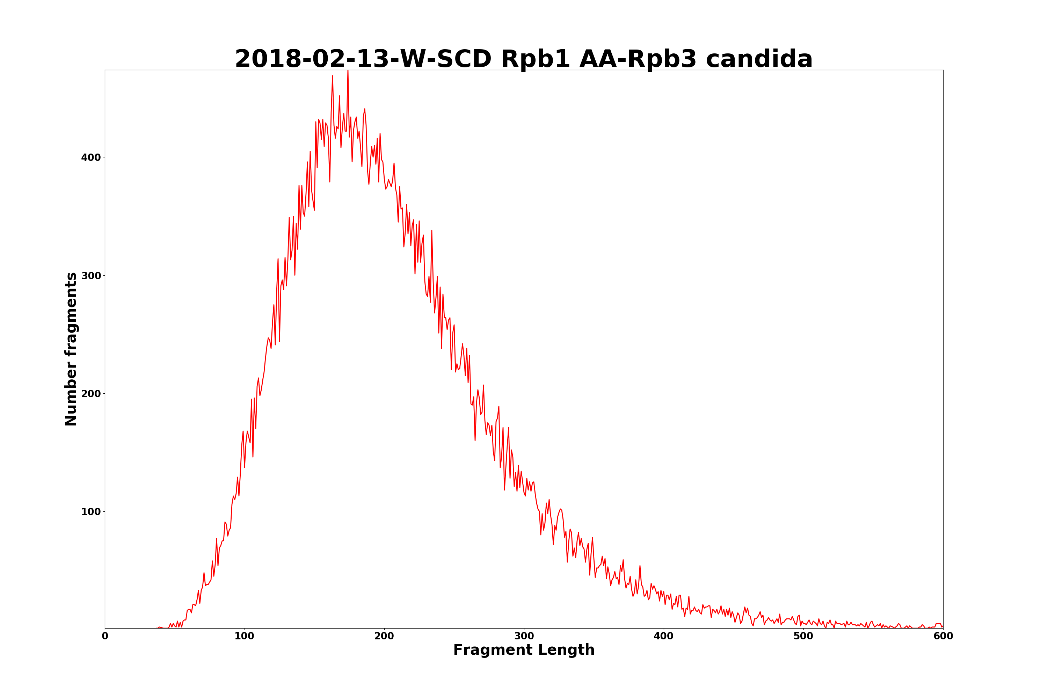 2018-02-13-W-SCD Rpb1 AA-Rpb3 candida
Number fragments
400
300
200
100
0 100 200 300 400 500 600
Fragment Length